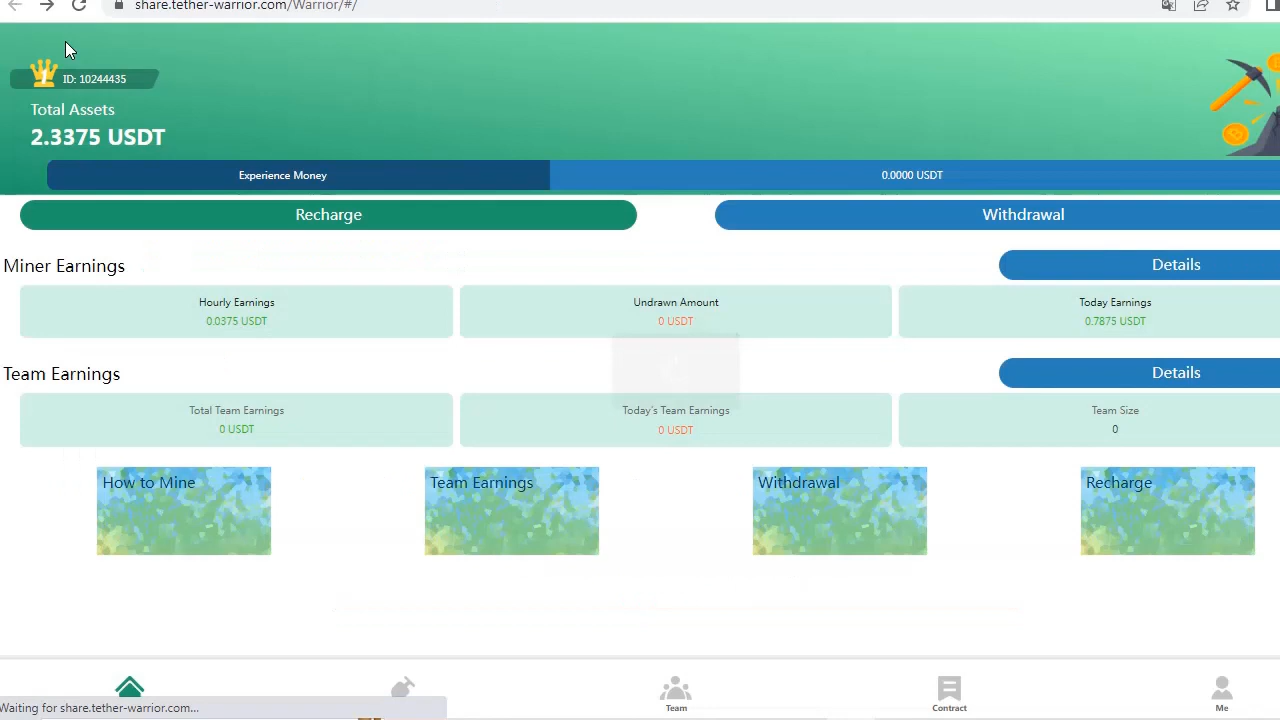 share.tether-warrior.com/Warrior/#/
1
ID: 10244435
Total Assets
2.3375 USDT
Experience Money
0.0000 USDT
Recharge
Withdrawal
Miner Earnings
Details
Hourly Earnings
Undrawn Amount
Today Earnings
0.0375 USDT
0 USDT
0.7875 USDT
Team Earnings
Details
Total Team Earnings
Today's Team Earnings
Team Size
0 USDT
0 USDT
0
How to Mine
Team Earnings
Withdrawal
Recharge
Waiting for share.tether-warrior.com...
Team
Contract
Me